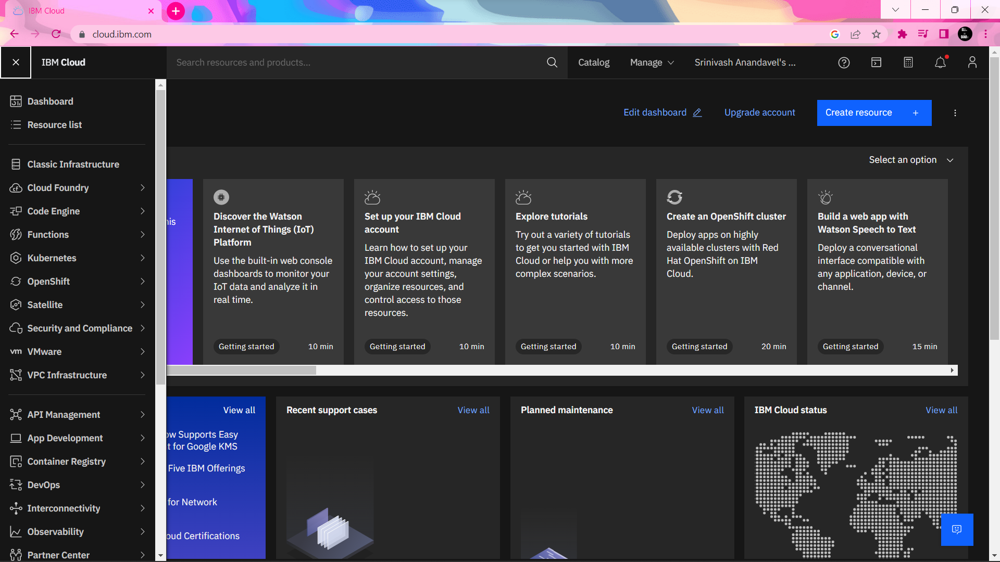 IBM Cloud
cloud.ibm.com
IBM Cloud
Search resources and products...
Catalog
Manage
Srinivash Anandavel's ...
Dashboard
Resource list
Classic Infrastructure
Cloud Foundry
Code Engine
Functions
Kubernetes
OpenShift
Satellite
Security and Compliance
vm VMware
VPC Infrastructure
API Management
App Development
Container Registry
DevOps
Interconnectivity
Observability
Partner Center
Edit dashboard
Upgrade account
Create resource +
Select an option
his
Discover the Watson
Internet of Things (IoT)
Platform
Use the built-in web console
dashboards to monitor your
IoT data and analyze it in
real time.
Getting started
10 min
Set up your IBM Cloud
account
Learn how to set up your
IBM Cloud account, manage
your account settings,
organize resources, and
control access to those
resources.
Getting started
10 min
Explore tutorials
Try out a variety of tutorials
to get you started with IBM
Cloud or help you with more
complex scenarios.
Getting started
10 min
Create an OpenShift cluster
Deploy apps on highly
available clusters with Red
Hat OpenShift on IBM
Cloud.
Getting started
20 min
Build a web app with
Watson Speech to Text
Deploy a conversational
interface compatible with
any application, device, or
channel.
Getting started
15 min
View all
ow Supports Easy
t for Google KMS
Five IBM Offerings
for Network
oud Certifications
Recent support cases
View all
Planned maintenance
View all
IBM Cloud status
View all